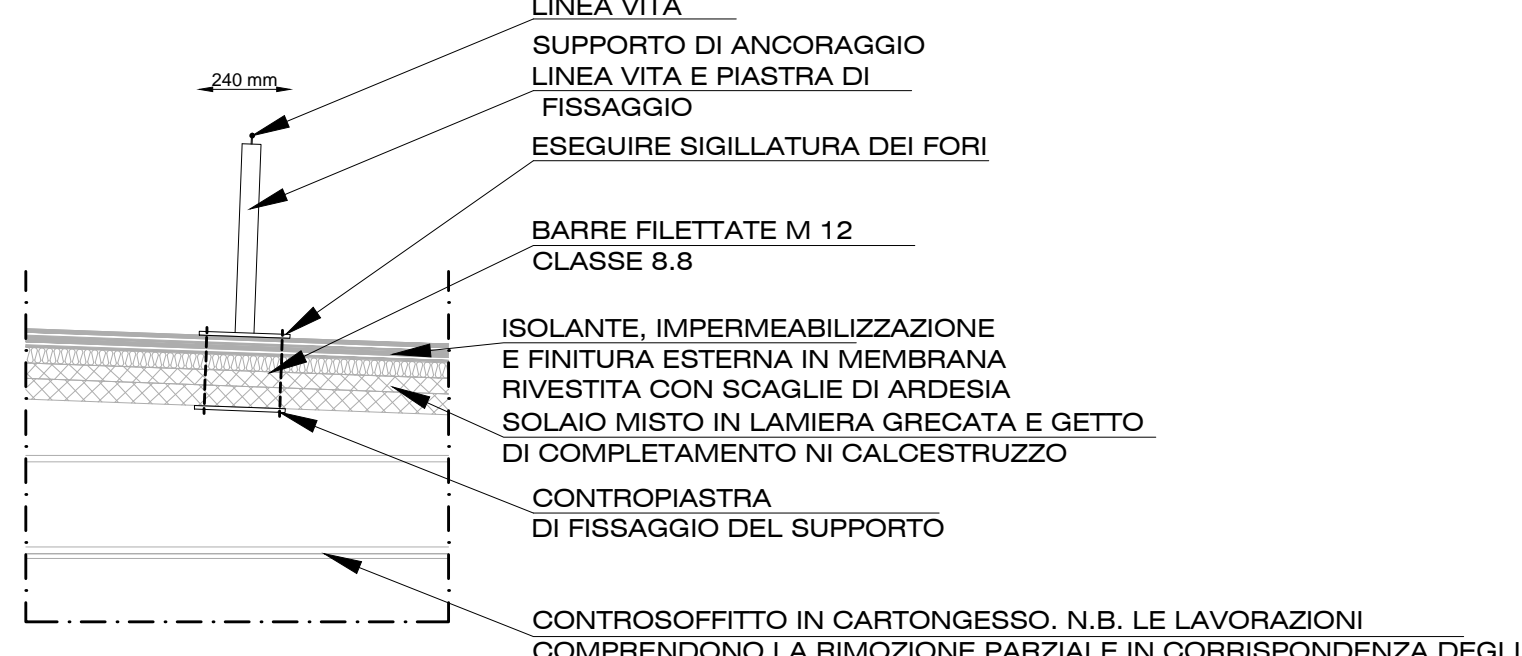 LINEA VITA
SUPPORTO DI ANCORAGGIO
LINEA VITA E PIASTRA DI
FISSAGGIO
240 mm
ESEGUIRE SIGILLATURA DEI FORI
BARRE FILETTATE M 12
CLASSE 8.8
ISOLANTE, IMPERMEABILIZZAZIONE
E FINITURA ESTERNA IN MEMBRANA
RIVESTITA CON SCAGLIE DI ARDESIA
SOLAIO MISTO IN LAMIERA GRECATA E GETTO
DI COMPLETAMENTO NI CALCESTRUZZO
CONTROPIASTRA
DI FISSAGGIO DEL SUPPORTO
CONTROSOFFITTO IN CARTONGESSO. N.B. LE LAVORAZIONI
COMPRENDONO LA RIMOZIONE PARZIALE IN CORRISPONDENZA DEGLI